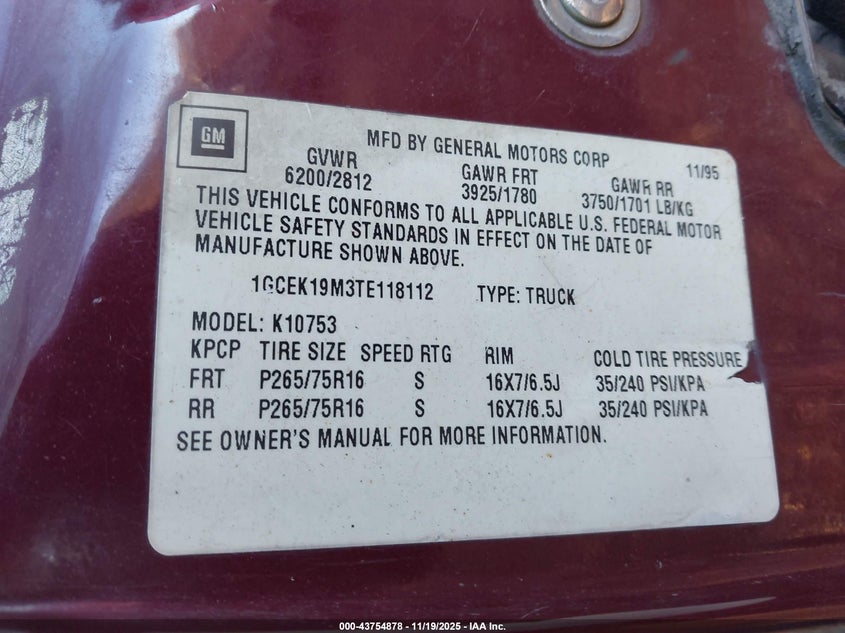 GM
MFD BY GENERAL MOTORS CORP 11/95
GVWR GAWR FRT GAWR RR
6200/2812 3925/1780 3750/1701 LB/KG
THIS VEHICLE CONFORMS TO ALL APPLICABLE U.S. FEDERAL MOTOR
VEHICLE SAFETY STANDARDS IN EFFECT ON THE DATE OF
MANUFACTURE SHOWN ABOVE.
1GCEK19M3TE118112 TYPE: TRUCK
MODEL: K10753
KPCP TIRE SIZE SPEED RTG RIM COLD TIRE PRESSURE
FRT P265/75R16 S 16X7/6.5J 35/240 PSI/KPA
RR P265/75R16 S 16X7/6.5J 35/240 PSI/KPA
SEE OWNER'S MANUAL FOR MORE INFORMATION.
000-43754878 - 11/19/2025 - IAA Inc.